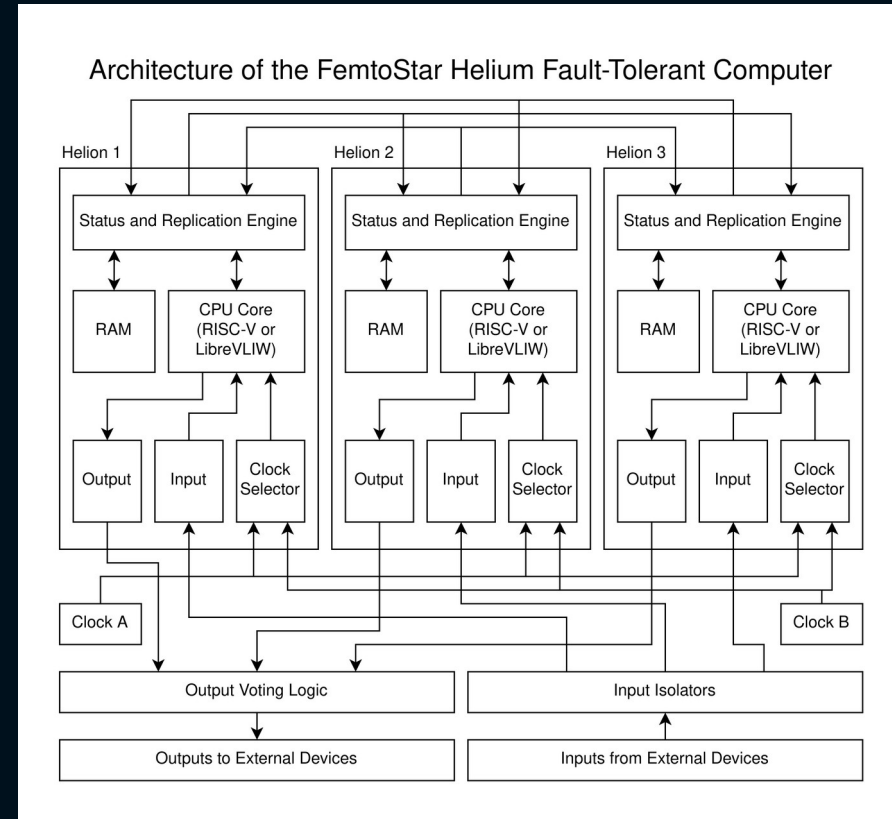 Architecture of the FemtoStar Helium Fault-Tolerant Computer
Helion 1
Helion 2
Helion 3
Status and Replication Engine
Status and Replication Engine
Status and Replication Engine
RAM
CPU Core
(RISC-V or
LibreVLIW)
RAM
CPU Core
(RISC-V or
LibreVLIW)
RAM
CPU Core
(RISC-V or
LibreVLIW)
Output
Input
Clock
Selector
Output
Input
Clock
Selector
Output
Input
Clock
Selector
Clock A
Clock B
Output Voting Logic
Input Isolators
Outputs to External Devices
Inputs from External Devices